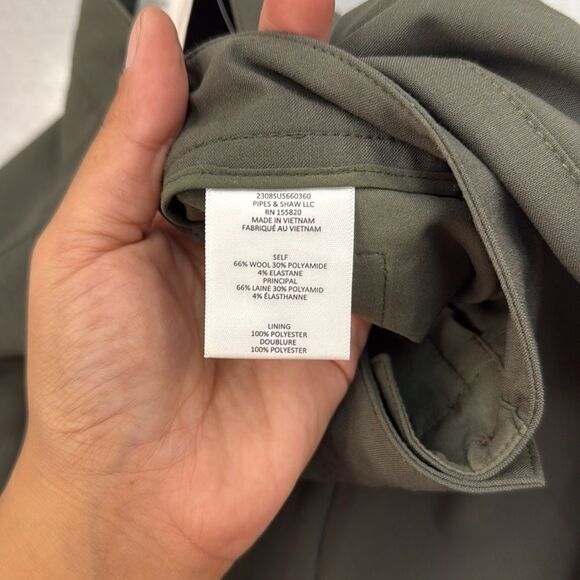 2308SU5660360
PIPES & SHAW LLC
RN 155820
MADE IN VIETNAM
FABRIQUÉ AU VIETNAM
SELF
66% WOOL 30% POLYAMIDE
4% ELASTANE
PRINCIPAL
66% LAINE 30% POLYAMID
4% ÉLASTHANNE
LINING
100% POLYESTER
DOUBLURE
100% POLYESTER